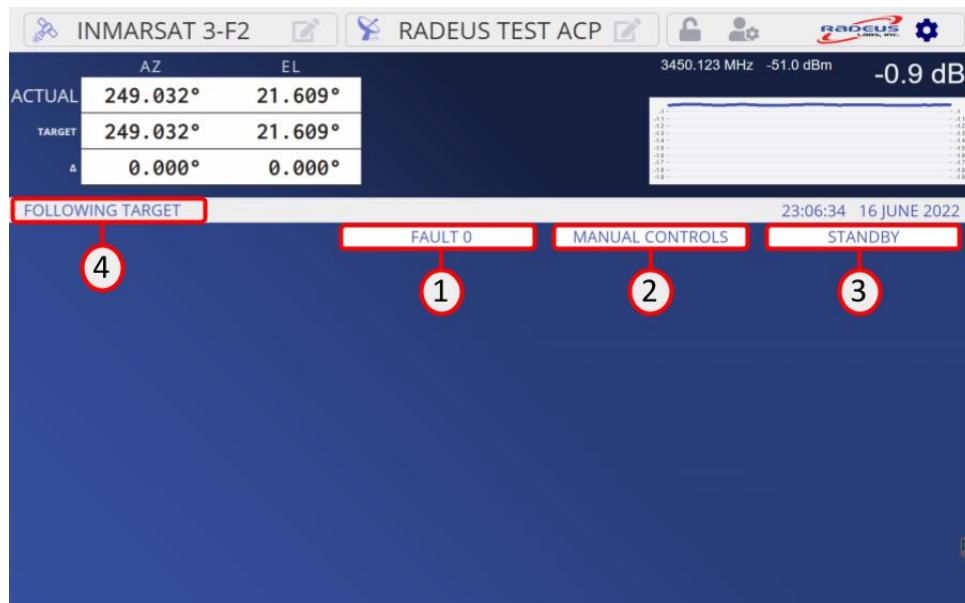 INMARSAT 3-F2
RADEUS TEST ACP
RADEUS
LABS, INC.
AZ EL
3450.123 MHz -51.0 dBm
-0.9 dB
ACTUAL 249.032° 21.609°
TARGET 249.032° 21.609°
Δ 0.000° 0.000°
FOLLOWING TARGET
23:06:34 16 JUNE 2022
FAULT 0
MANUAL CONTROLS
STANDBY
4
1
2
3